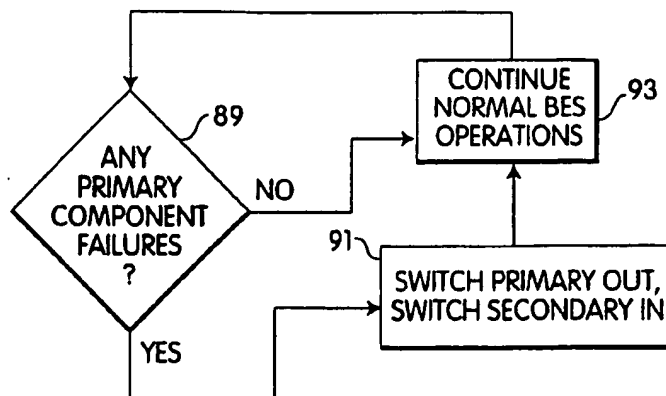 CONTINUE
NORMAL BES
OPERATIONS
93
89
ANY
PRIMARY
COMPONENT
FAILURES
?
NO
91
SWITCH PRIMARY OUT,
SWITCH SECONDARY IN
YES